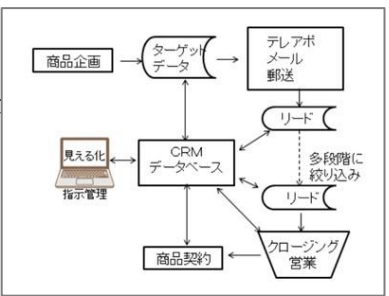 商品企画
ターゲット
データ
テレアポ
メール
郵送
リード
見える化
指示管理
CRM
データベース
多段階に
絞り込み
リード
商品契約
クロージング
営業